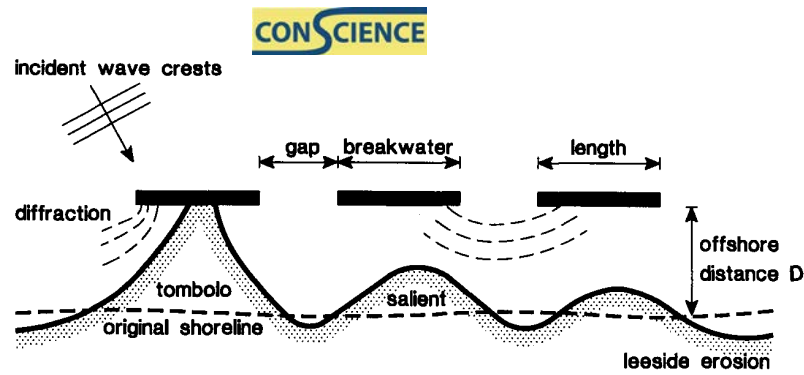 CONSCIENCE
incident wave crests
gap
breakwater
length
diffraction
offshore
distance D
tombolo
salient
original shoreline
leeside erosion